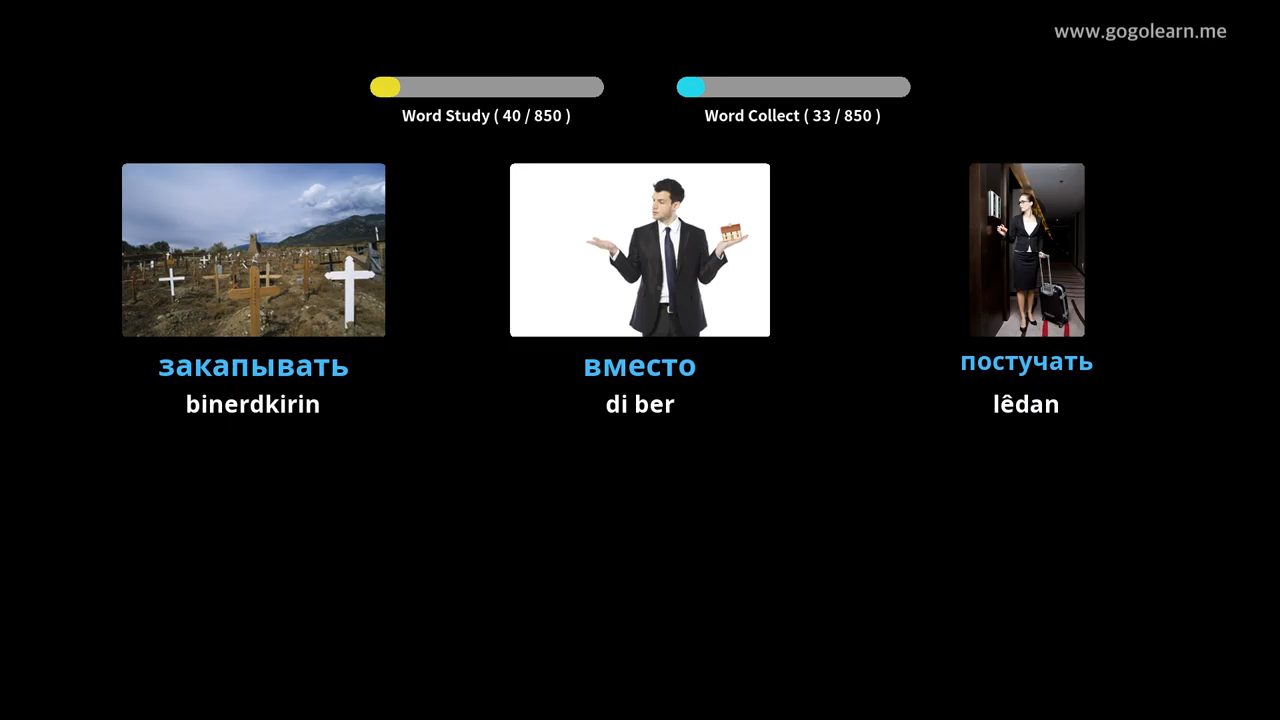 www.gogolearn.me
Word Study ( 40 / 850 )
Word Collect ( 33 / 850 )
закапывать
binerdkirin
вместо
di ber
постучать
lêdan